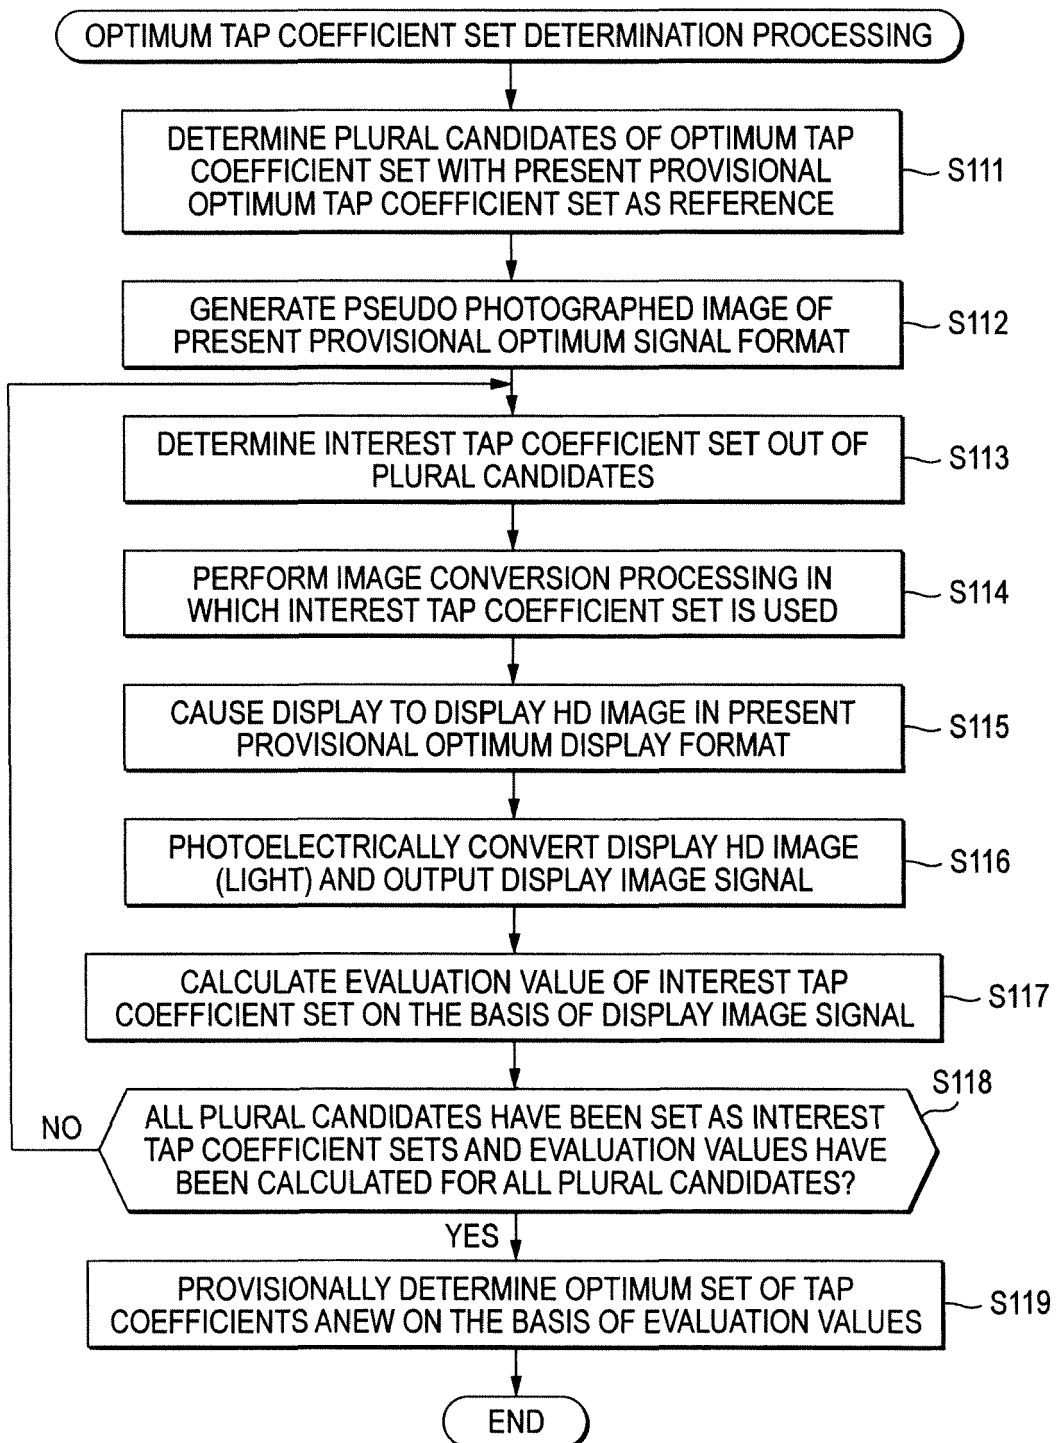 OPTIMUM TAP COEFFICIENT SET DETERMINATION PROCESSING
DETERMINE PLURAL CANDIDATES OF OPTIMUM TAP
COEFFICIENT SET WITH PRESENT PROVISIONAL
OPTIMUM TAP COEFFICIENT SET AS REFERENCE
S111
GENERATE PSEUDO PHOTOGRAPHED IMAGE OF
PRESENT PROVISIONAL OPTIMUM SIGNAL FORMAT
S112
DETERMINE INTEREST TAP COEFFICIENT SET OUT OF
PLURAL CANDIDATES
S113
PERFORM IMAGE CONVERSION PROCESSING IN
WHICH INTEREST TAP COEFFICIENT SET IS USED
S114
CAUSE DISPLAY TO DISPLAY HD IMAGE IN PRESENT
PROVISIONAL OPTIMUM DISPLAY FORMAT
S115
PHOTOELECTRICALLY CONVERT DISPLAY HD IMAGE
(LIGHT) AND OUTPUT DISPLAY IMAGE SIGNAL
S116
CALCULATE EVALUATION VALUE OF INTEREST TAP
COEFFICIENT SET ON THE BASIS OF DISPLAY IMAGE SIGNAL
S117
S118
NO
ALL PLURAL CANDIDATES HAVE BEEN SET AS INTEREST
TAP COEFFICIENT SETS AND EVALUATION VALUES HAVE
BEEN CALCULATED FOR ALL PLURAL CANDIDATES?
YES
PROVISIONALLY DETERMINE OPTIMUM SET OF TAP
COEFFICIENTS ANEW ON THE BASIS OF EVALUATION VALUES
S119
END